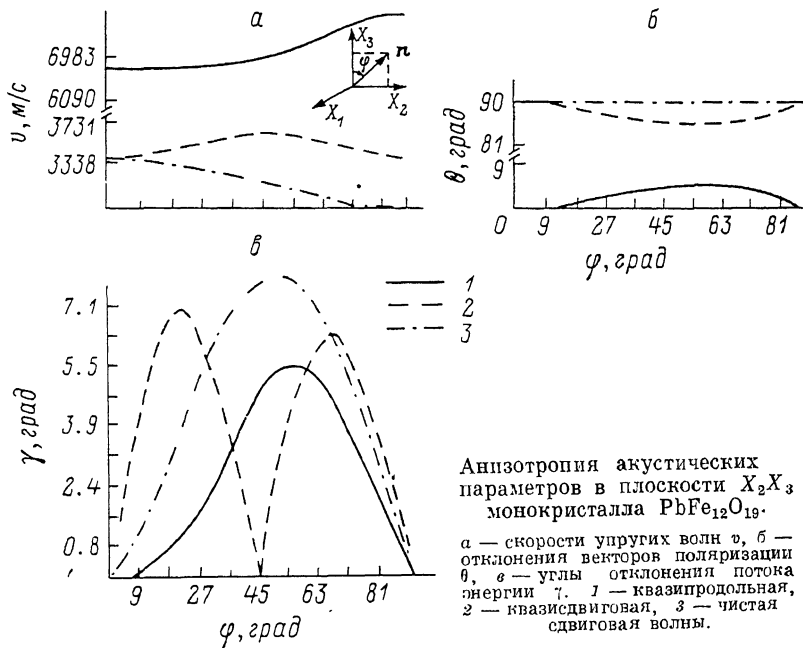 а
б
6983
6090
3731
3338
υ, м/с
X₃
n
φ
X₁
X₂
90
81
9
θ, град
0 9 27 45 63 81
φ, град
в
7.1
5.5
3.9
2.4
0.8
γ, град
9 27 45 63 81
φ, град
1
2
3
Анизотропия акустических
параметров в плоскости X₂X₃
монокристалла PbFe₁₂O₁₉.
а — скорости упругих волн v, б —
отклонения векторов поляризации
θ, в — углы отклонения потока
энергии γ. 1 — квазипродольная,
2 — квазисдвиговая, 3 — чистая
сдвиговая волны.